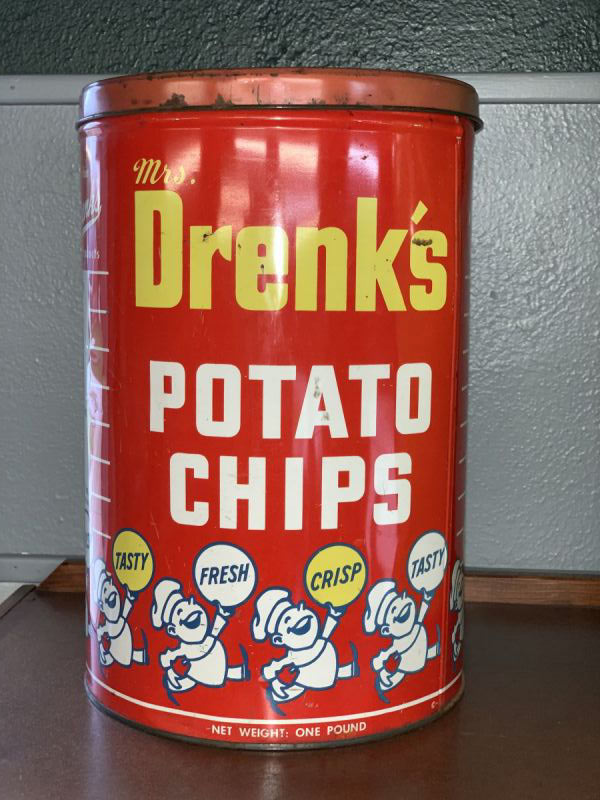 Mrs.
Drenk's
POTATO
CHIPS
TASTY
FRESH
CRISP
TASTY
NET WEIGHT: ONE POUND